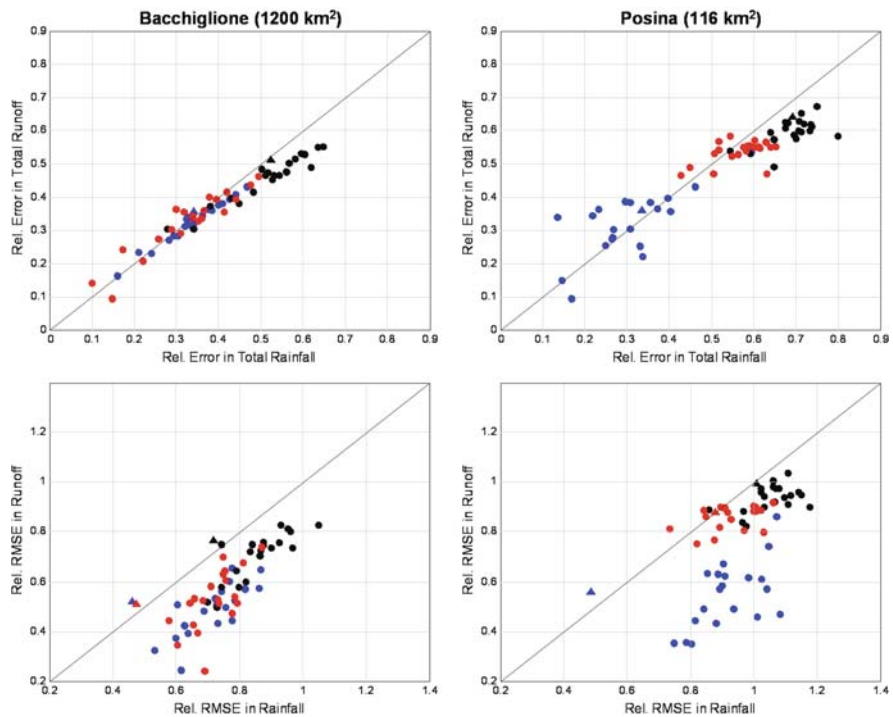 Bacchiglione (1200 km²)
Rel. Error in Total Runoff
0.9
0.8
0.7
0.6
0.5
0.4
0.3
0.2
0.1
0
0 0.1 0.2 0.3 0.4 0.5 0.6 0.7 0.8 0.9
Rel. Error in Total Rainfall
Posina (116 km²)
Rel. Error in Total Runoff
0.9
0.8
0.7
0.6
0.5
0.4
0.3
0.2
0.1
0
0 0.1 0.2 0.3 0.4 0.5 0.6 0.7 0.8 0.9
Rel. Error in Total Rainfall
Rel. RMSE in Runoff
1.2
1
0.8
0.6
0.4
0.2
0.2 0.4 0.6 0.8 1 1.2 1.4
Rel. RMSE in Rainfall
Rel. RMSE in Runoff
1.2
1
0.8
0.6
0.4
0.2
0.2 0.4 0.6 0.8 1 1.2 1.4
Rel. RMSE in Rainfall